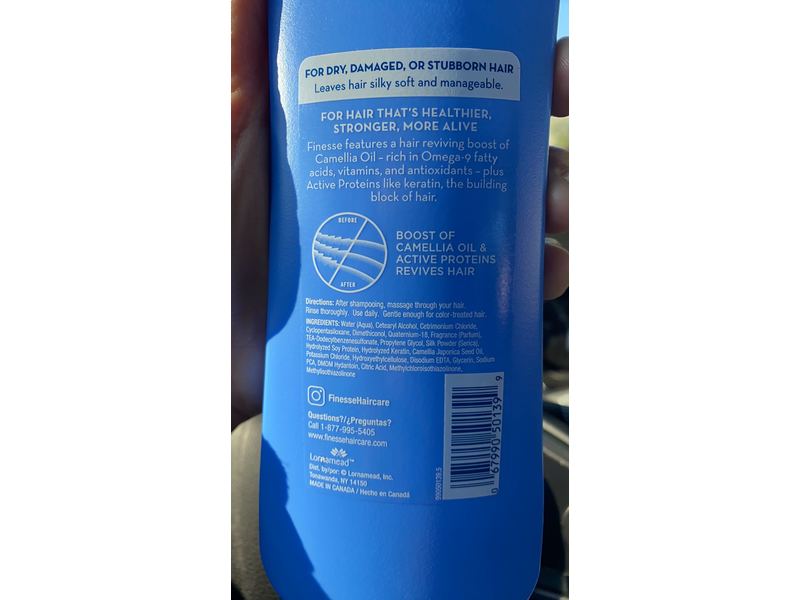 FOR DRY, DAMAGED, OR STUBBORN HAIR
Leaves hair silky soft and manageable.
FOR HAIR THAT'S HEALTHIER,
STRONGER, MORE ALIVE
Finesse features a hair reviving boost of
Camellia Oil – rich in Omega-9 fatty
acids, vitamins, and antioxidants – plus
Active Proteins like keratin, the building
block of hair.
BEFORE
AFTER
BOOST OF
CAMELLIA OIL &
ACTIVE PROTEINS
REVIVES HAIR
Directions: After shampooing, massage through your hair.
Rinse thoroughly. Use daily. Gentle enough for color-treated hair.
INGREDIENTS: Water (Aqua), Cetearyl Alcohol, Cetrimonium Chloride,
Cyclopentasiloxane, Dimethiconol, Quaternium-18, Fragrance (Parfum),
TEA-Dodecylbenzenesulfonate, Propylene Glycol, Silk Powder (Serica),
Hydrolyzed Soy Protein, Hydrolyzed Keratin, Camellia Japonica Seed Oil,
Potassium Chloride, Hydroxyethylcellulose, Disodium EDTA, Glycerin, Sodium
PCA, DMDM Hydantoin, Citric Acid, Methylchloroisothiazolinone,
Methylisothiazolinone
FinesseHaircare
Questions?/¿Preguntas?
Call 1-877-995-5405
www.finessehaircare.com
Lornamead™
Dist. by/por: © Lornamead, Inc.
Tonawanda, NY 14150
MADE IN CANADA / Hecho en Canadá
99050139.5
0 67990 50139 9